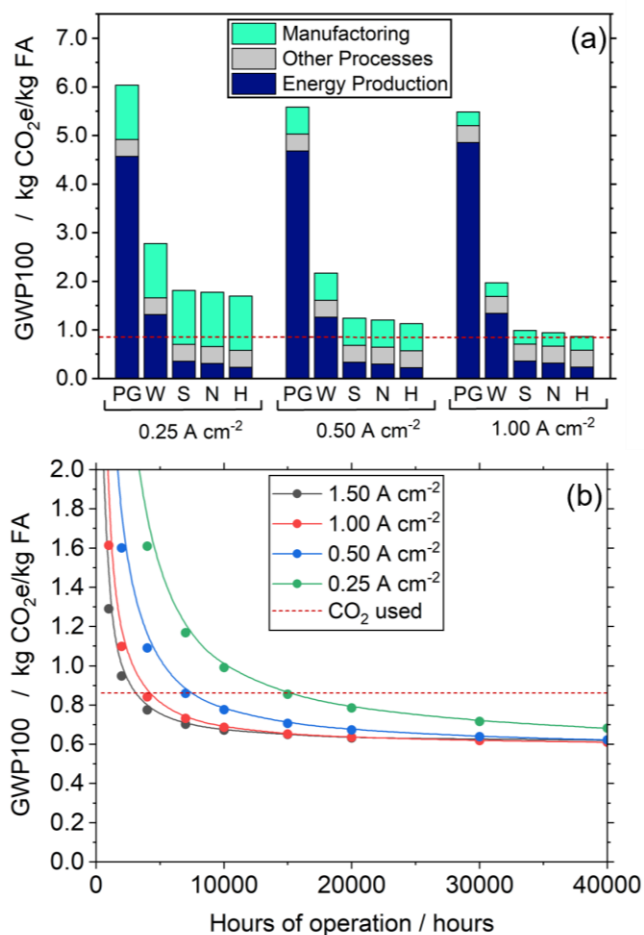 (a)
Manufactoring
Other Processes
Energy Production
7.0
6.0
5.0
4.0
3.0
2.0
1.0
0.0
GWP100 / kg CO₂e/kg FA
PG W S N H PG W S N H PG W S N H
0.25 A cm⁻² 0.50 A cm⁻² 1.00 A cm⁻²
(b)
1.50 A cm⁻²
1.00 A cm⁻²
0.50 A cm⁻²
0.25 A cm⁻²
CO₂ used
2.0
1.8
1.6
1.4
1.2
1.0
0.8
0.6
0.4
0.2
0.0
GWP100 / kg CO₂e/kg FA
0 10000 20000 30000 40000
Hours of operation / hours